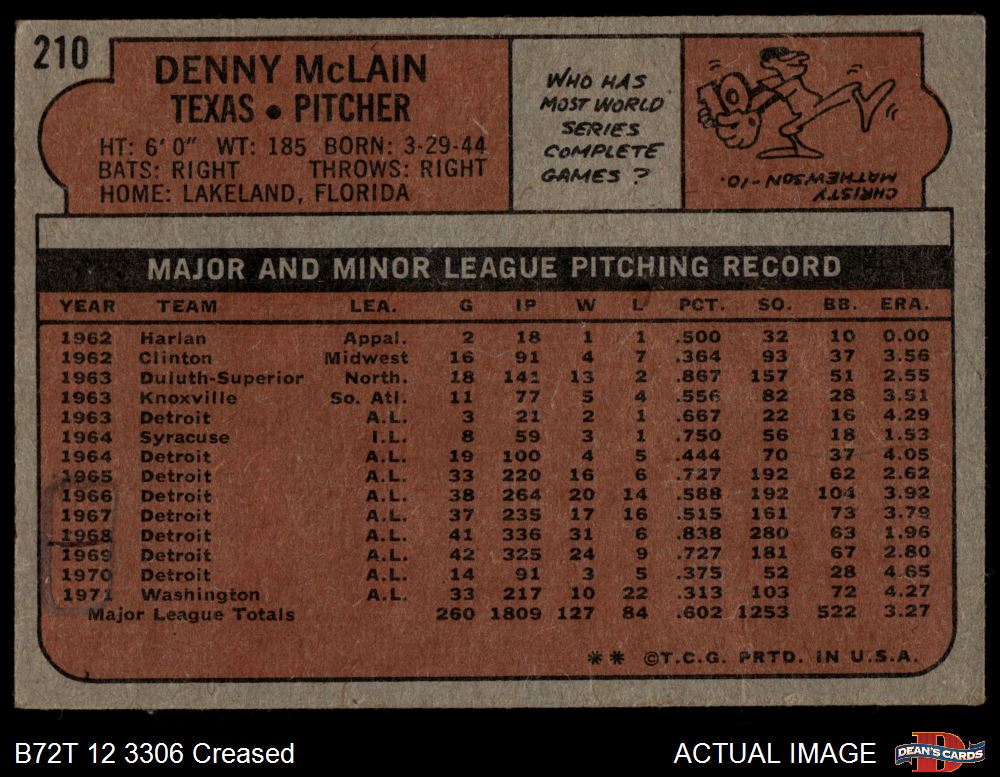 210
DENNY McLAIN
TEXAS • PITCHER
HT: 6'0" WT: 185 BORN: 3-29-44
BATS: RIGHT THROWS: RIGHT
HOME: LAKELAND, FLORIDA
WHO HAS
MOST WORLD
SERIES
COMPLETE
GAMES ?
10
CHRISTY
MATHEWSON-10.
MAJOR AND MINOR LEAGUE PITCHING RECORD
YEAR TEAM LEA. G IP W L PCT. SO. BB. ERA.
1962 Harlan Appal. 2 18 1 1 .500 32 10 0.00
1962 Clinton Midwest 16 91 4 7 .364 93 37 3.56
1963 Duluth-Superior North. 18 141 13 2 .867 157 51 2.55
1963 Knoxville So. Atl. 11 77 5 4 .556 82 28 3.51
1963 Detroit A.L. 3 21 2 1 .667 22 16 4.29
1964 Syracuse I.L. 8 59 3 1 .750 56 18 1.53
1964 Detroit A.L. 19 100 4 5 .444 70 37 4.05
1965 Detroit A.L. 33 220 16 6 .727 192 62 2.62
1966 Detroit A.L. 38 264 20 14 .588 192 104 3.92
1967 Detroit A.L. 37 235 17 16 .515 161 73 3.79
1968 Detroit A.L. 41 336 31 6 .838 280 63 1.96
1969 Detroit A.L. 42 325 24 9 .727 181 67 2.80
1970 Detroit A.L. 14 91 3 5 .375 52 28 4.65
1971 Washington A.L. 33 217 10 22 .313 103 72 4.27
Major League Totals 260 1809 127 84 .602 1253 522 3.27
** ©T.C.G. PRTD. IN U.S.A.
B72T 12 3306 Creased
ACTUAL IMAGE
DEAN'S CARDS